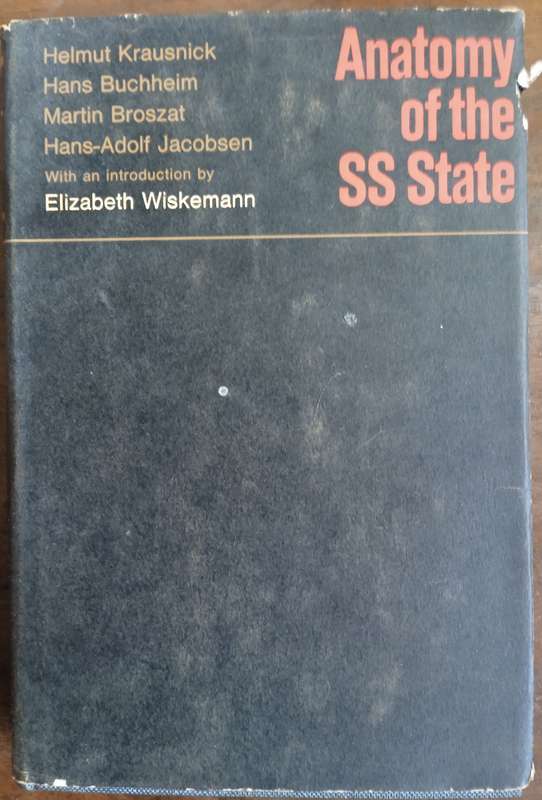 Helmut Krausnick
Hans Buchheim
Martin Broszat
Hans-Adolf Jacobsen
With an introduction by
Elizabeth Wiskemann
Anatomy
of the
SS State